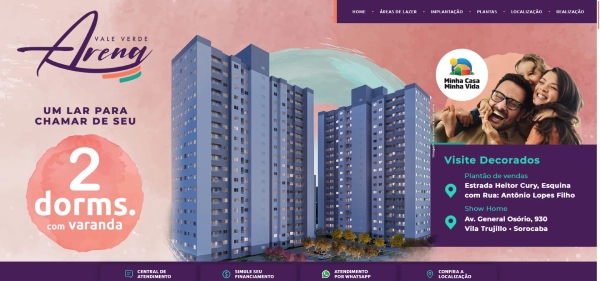 HOME • ÁREAS DE LAZER • IMPLANTAÇÃO • PLANTAS • LOCALIZAÇÃO • REALIZAÇÃO
VALE VERDE
Arena
UM LAR PARA
CHAMAR DE SEU
2
dorms.
com varanda
Minha Casa
Minha Vida
Visite Decorados
Plantão de vendas
Estrada Heitor Cury, Esquina
com Rua: Antônio Lopes Filho
Show Home
Av. General Osório, 930
Vila Trujillo • Sorocaba
CENTRAL DE
ATENDIMENTO
SIMULE SEU
FINANCIAMENTO
ATENDIMENTO
POR WHATSAPP
CONFIRA A
LOCALIZAÇÃO